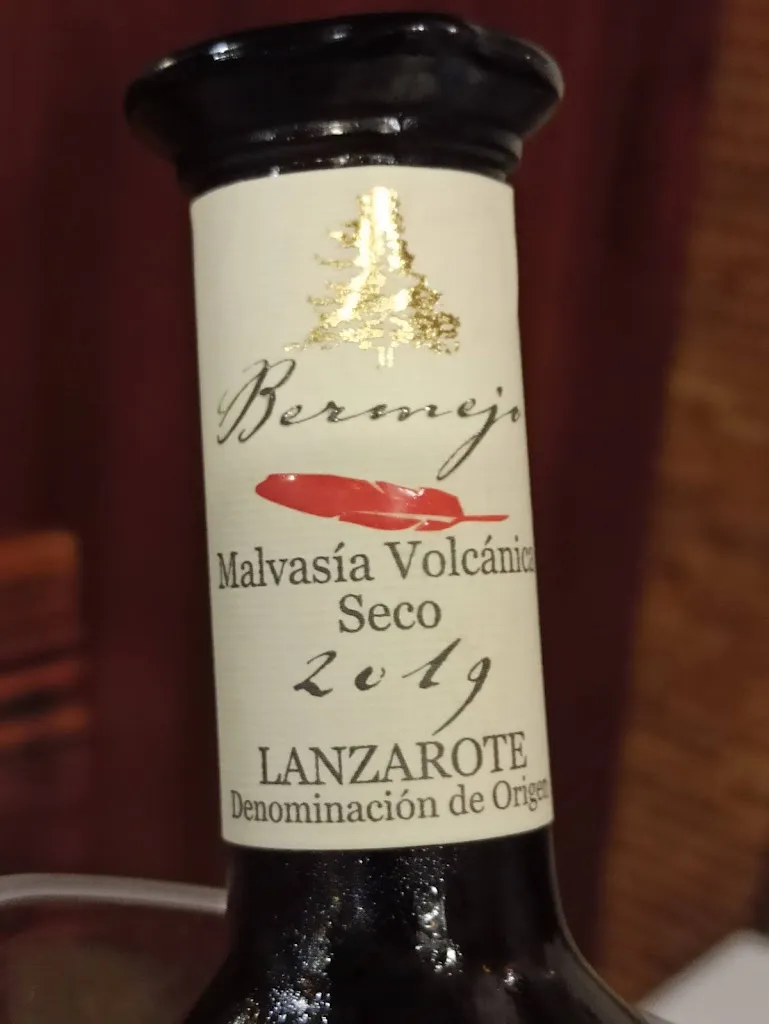 Bermejo
Malvasía Volcánica
Seco
2019
LANZAROTE
Denominación de Origen